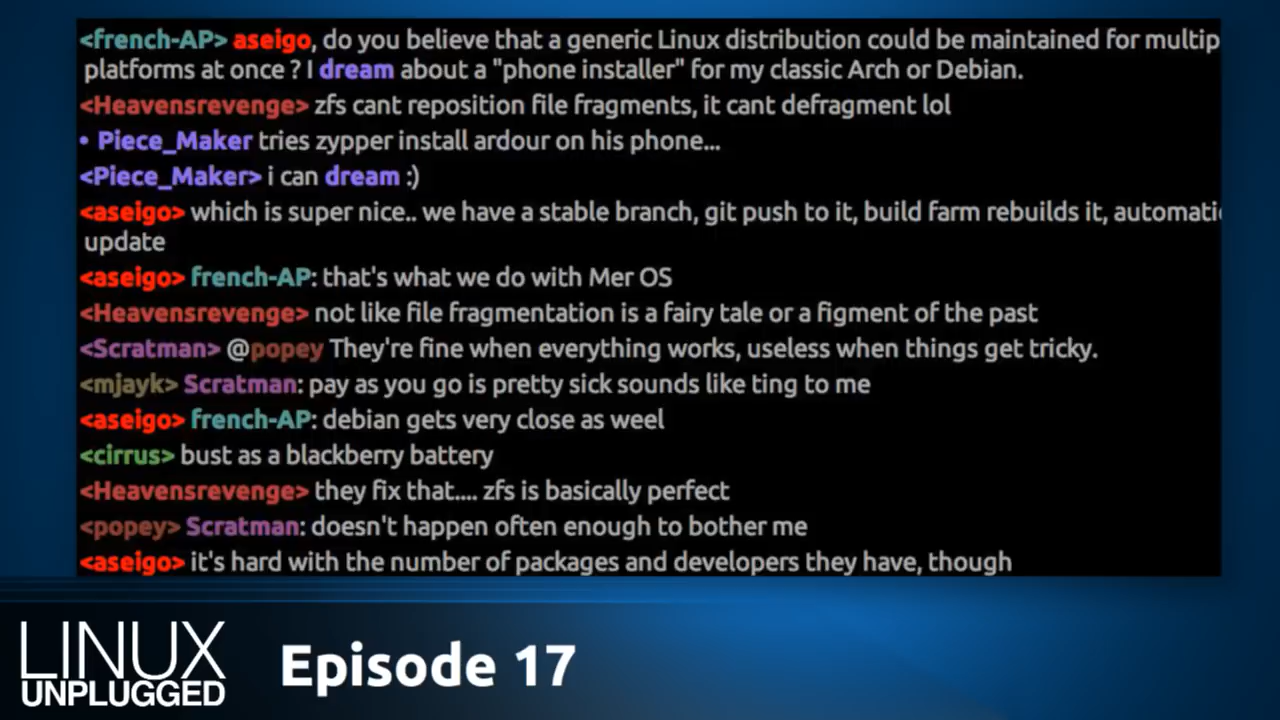 <french-AP> aseigo, do you believe that a generic Linux distribution could be maintained for multip
platforms at once ? I dream about a "phone installer" for my classic Arch or Debian.
<Heavensrevenge> zfs cant reposition file fragments, it cant defragment lol
• Piece_Maker tries zypper install ardour on his phone...
<Piece_Maker> i can dream :)
<aseigo> which is super nice.. we have a stable branch, git push to it, build farm rebuilds it, automatic
update
<aseigo> french-AP: that's what we do with Mer OS
<Heavensrevenge> not like file fragmentation is a fairy tale or a figment of the past
<Scratman> @popey They're fine when everything works, useless when things get tricky.
<mjayk> Scratman: pay as you go is pretty sick sounds like ting to me
<aseigo> french-AP: debian gets very close as weel
<cirrus> bust as a blackberry battery
<Heavensrevenge> they fix that.... zfs is basically perfect
<popey> Scratman: doesn't happen often enough to bother me
<aseigo> it's hard with the number of packages and developers they have, though
LINUX
UNPLUGGED
Episode 17